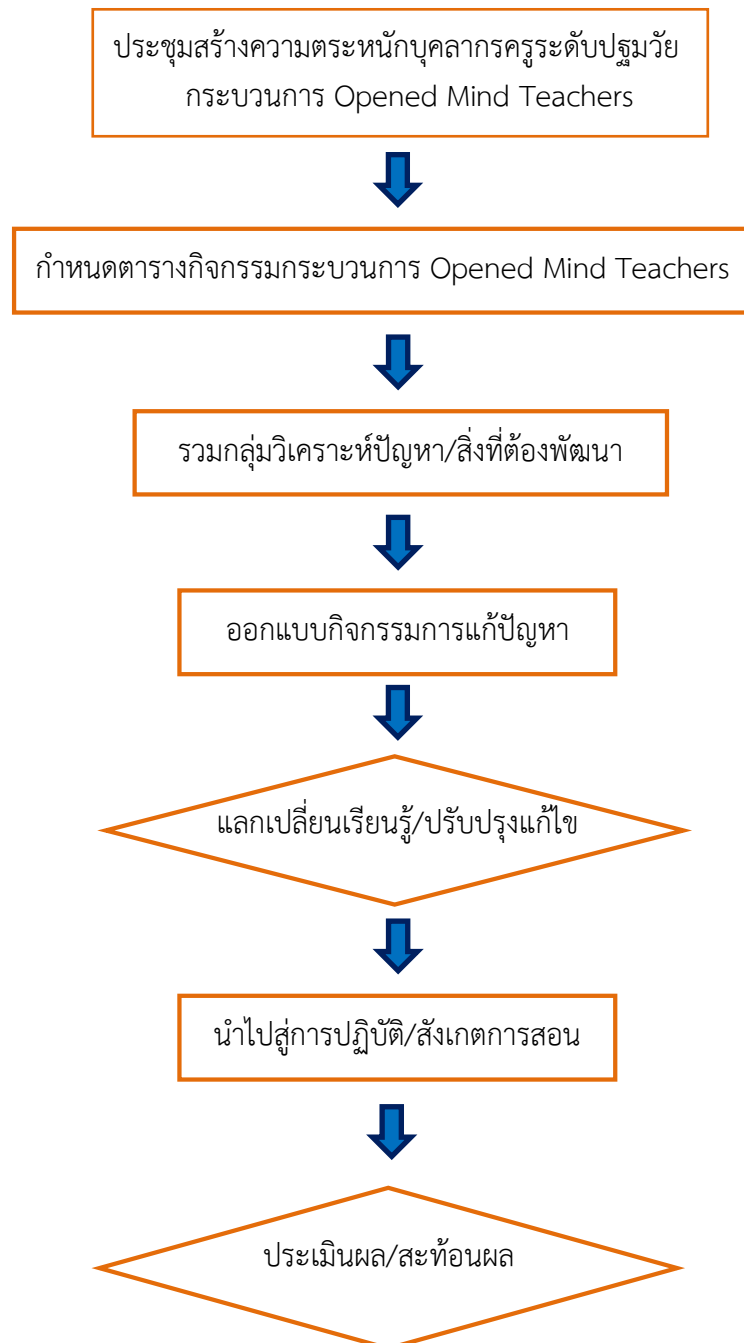 ประชุมสร้างความตระหนักบุคลากรครูระดับปฐมวัย
กระบวนการ Opened Mind Teachers
กำหนดตารางกิจกรรมกระบวนการ Opened Mind Teachers
รวมกลุ่มวิเคราะห์ปัญหา/สิ่งที่ต้องพัฒนา
ออกแบบกิจกรรมการแก้ปัญหา
แลกเปลี่ยนเรียนรู้/ปรับปรุงแก้ไข
นำไปสู่การปฏิบัติ/สังเกตการสอน
ประเมินผล/สะท้อนผล